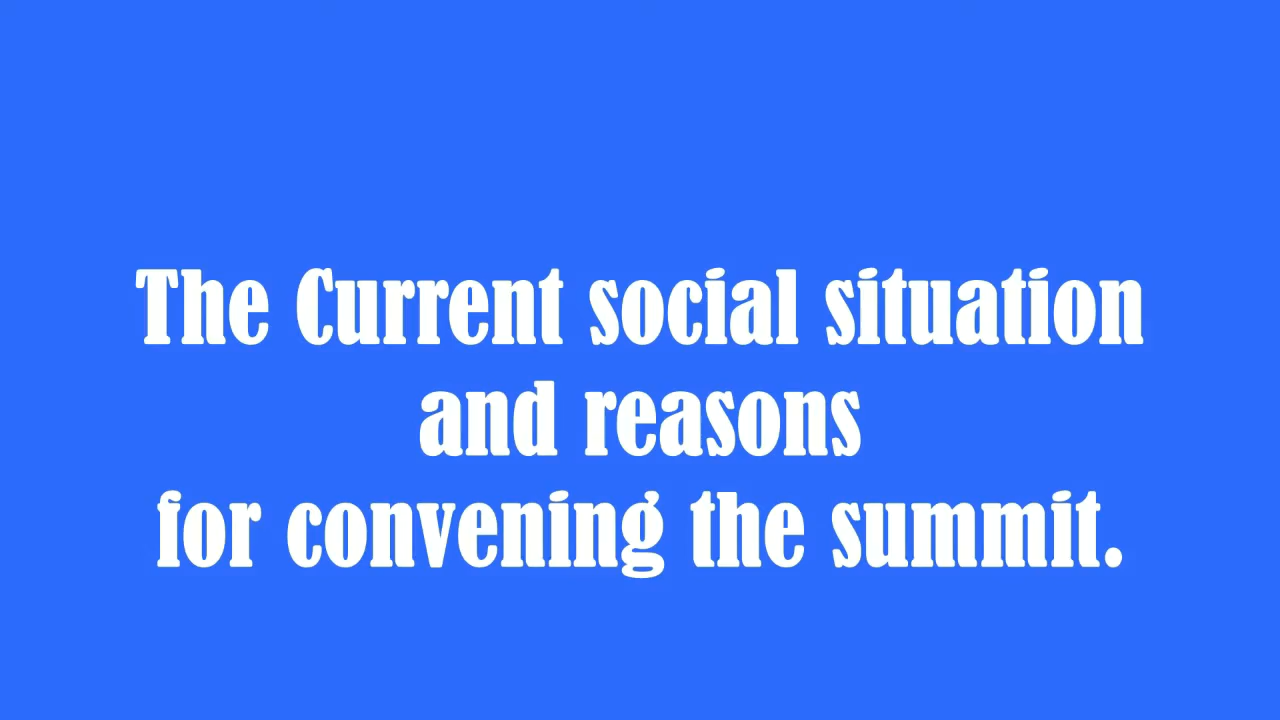 The Current social situation
and reasons
for convening the summit.